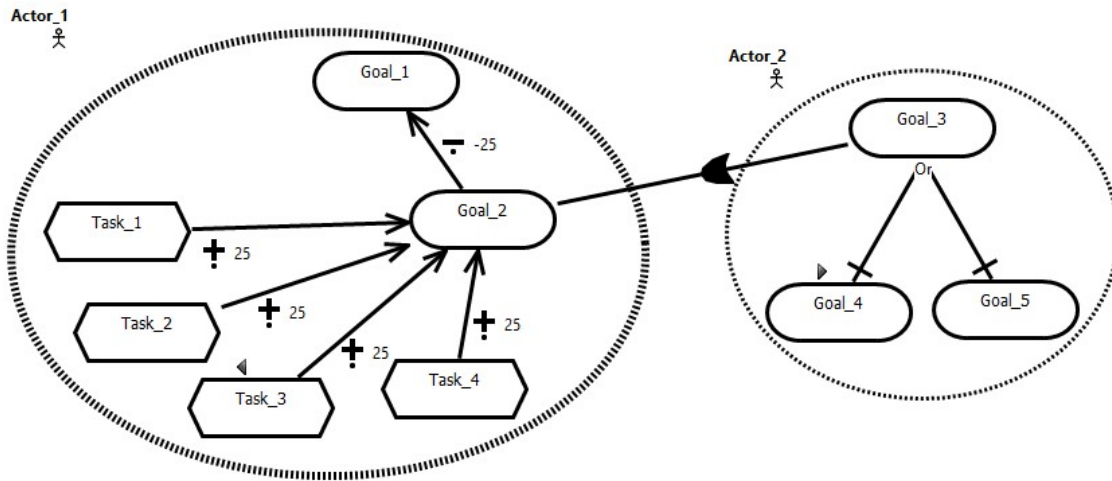 Actor_1
Goal_1
-25
Goal_2
Task_1
25
Task_2
25
Task_3
25
Task_4
25
Actor_2
Goal_3
Or
Goal_4
Goal_5